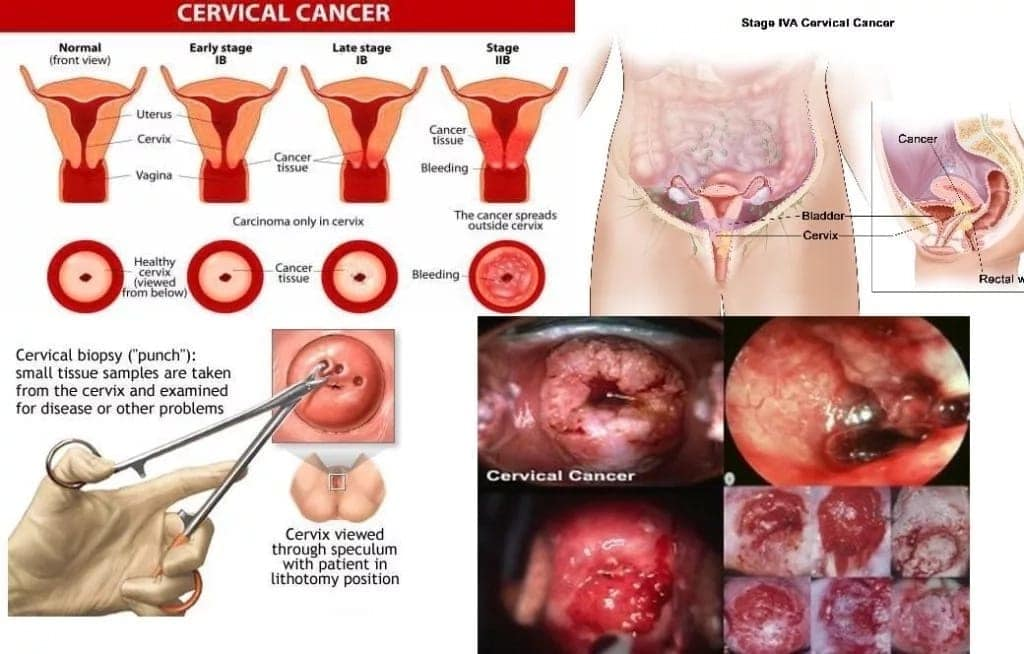 CERVICAL CANCER
Normal
(front view)
Early stage
IB
Late stage
IB
Stage
IIB
Uterus
Cervix
Vagina
Cancer
tissue
Cancer
tissue
Bleeding
Carcinoma only in cervix
The cancer spreads
outside cervix
Healthy
cervix
(viewed
from below)
Cancer
tissue
Bleeding
Stage IVA Cervical Cancer
Cancer
Bladder
Cervix
Rectal w
Cervical biopsy ("punch"):
small tissue samples are taken
from the cervix and examined
for disease or other problems
Cervix viewed
through speculum
with patient in
lithotomy position
Cervical Cancer